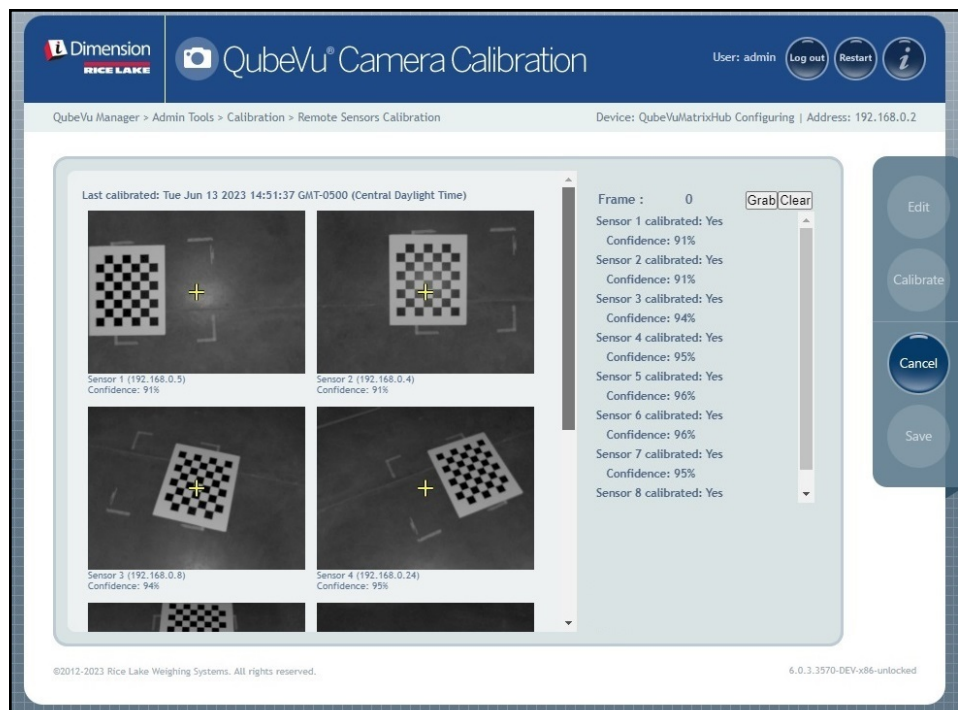 iDimension
RICE LAKE
QubeVu® Camera Calibration
User: admin
Log out
Restart
i
QubeVu Manager > Admin Tools > Calibration > Remote Sensors Calibration
Device: QubeVuMatrixHub Configuring | Address: 192.168.0.2
Last calibrated: Tue Jun 13 2023 14:51:37 GMT-0500 (Central Daylight Time)
Sensor 1 (192.168.0.5)
Confidence: 91%
Sensor 2 (192.168.0.4)
Confidence: 91%
Sensor 3 (192.168.0.8)
Confidence: 94%
Sensor 4 (192.168.0.24)
Confidence: 95%
Frame : 0
Grab
Clear
Sensor 1 calibrated: Yes
Confidence: 91%
Sensor 2 calibrated: Yes
Confidence: 91%
Sensor 3 calibrated: Yes
Confidence: 94%
Sensor 4 calibrated: Yes
Confidence: 95%
Sensor 5 calibrated: Yes
Confidence: 96%
Sensor 6 calibrated: Yes
Confidence: 96%
Sensor 7 calibrated: Yes
Confidence: 95%
Sensor 8 calibrated: Yes
Edit
Calibrate
Cancel
Save
©2012-2023 Rice Lake Weighing Systems. All rights reserved.
6.0.3.3570-DEV-x86-unlocked